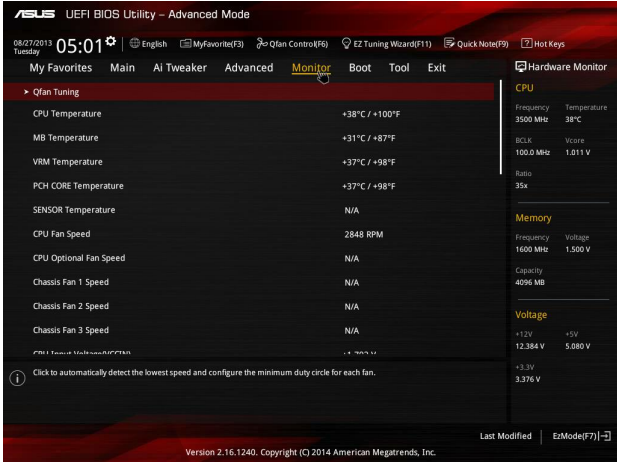 ASUS UEFI BIOS Utility – Advanced Mode
08/27/2013 Tuesday 05:01 English MyFavorite(F3) Qfan Control(F6) EZ Tuning Wizard(F11) Quick Note(F9) ? Hot Keys
My Favorites Main Ai Tweaker Advanced Monitor Boot Tool Exit
Hardware Monitor
> Qfan Tuning
CPU Temperature +38°C / +100°F
MB Temperature +31°C / +87°F
VRM Temperature +37°C / +98°F
PCH CORE Temperature +37°C / +98°F
SENSOR Temperature N/A
CPU Fan Speed 2848 RPM
CPU Optional Fan Speed N/A
Chassis Fan 1 Speed N/A
Chassis Fan 2 Speed N/A
Chassis Fan 3 Speed N/A
CPU Input Voltage(VCCIN) +1.792 V
CPU
Frequency Temperature
3500 MHz 38°C
BCLK Vcore
100.0 MHz 1.011 V
Ratio
35x
Memory
Frequency Voltage
1600 MHz 1.500 V
Capacity
4096 MB
Voltage
+12V +5V
12.384 V 5.080 V
+3.3V
3.376 V
Click to automatically detect the lowest speed and configure the minimum duty circle for each fan.
Last Modified EzMode(F7)
Version 2.16.1240. Copyright (C) 2014 American Megatrends, Inc.